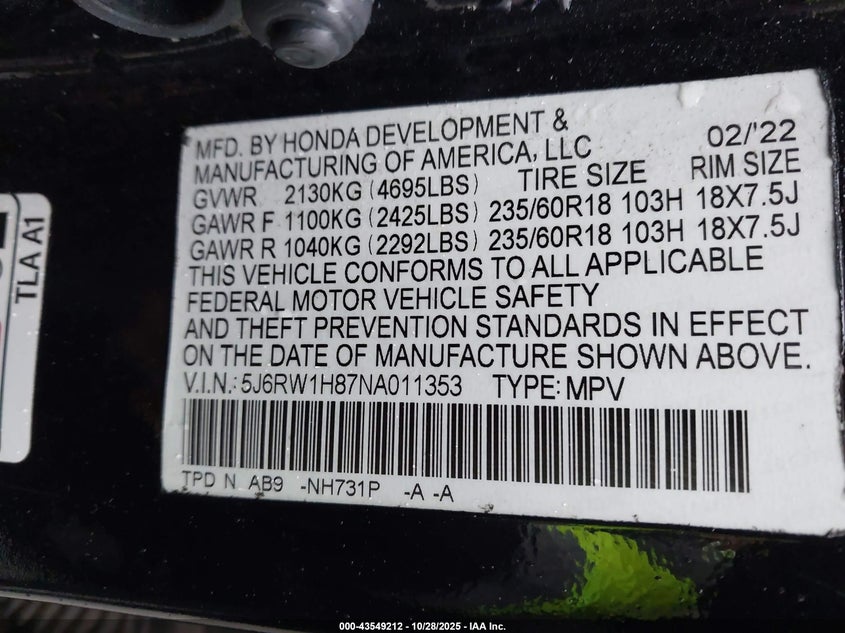 MFD. BY HONDA DEVELOPMENT &
MANUFACTURING OF AMERICA, LLC 02/'22
GVWR 2130KG (4695LBS) TIRE SIZE RIM SIZE
GAWR F 1100KG (2425LBS) 235/60R18 103H 18X7.5J
GAWR R 1040KG (2292LBS) 235/60R18 103H 18X7.5J
THIS VEHICLE CONFORMS TO ALL APPLICABLE
FEDERAL MOTOR VEHICLE SAFETY
AND THEFT PREVENTION STANDARDS IN EFFECT
ON THE DATE OF MANUFACTURE SHOWN ABOVE.
V.I.N.: 5J6RW1H87NA011353 TYPE: MPV
TPD N AB9 -NH731P -A -A
TLA A1
000-43549212 - 10/28/2025 - IAA Inc.